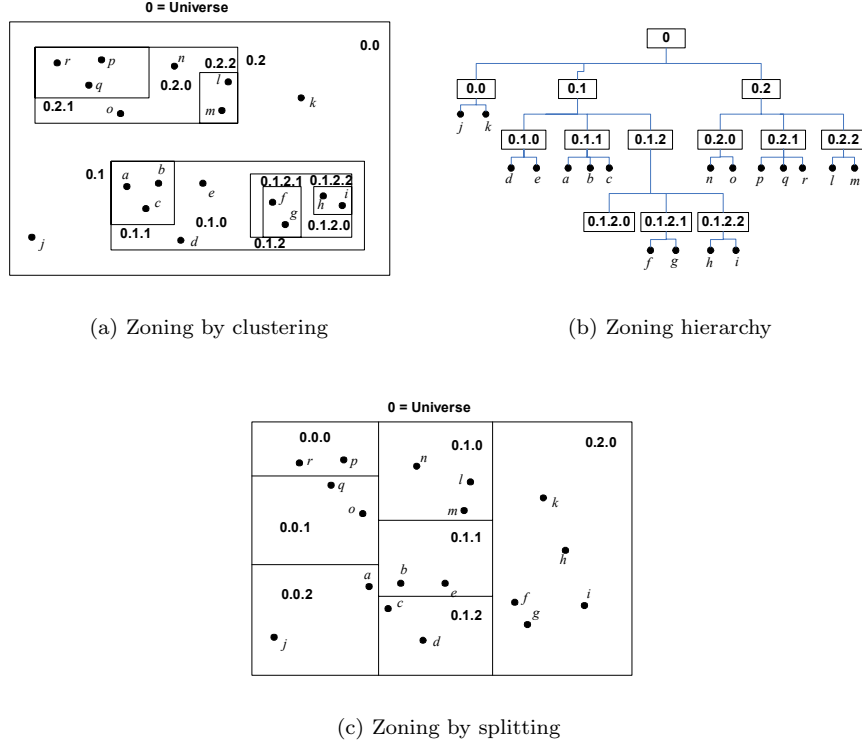 0 = Universe
0.0
r
p
n
0.2.2
0.2
l
q
0.2.0
k
0.2.1
o
m
0.1
a
b
e
0.1.2.1
0.1.2.2
f
h
i
c
g
0.1.0
0.1.2.0
0.1.1
d
0.1.2
j
(a) Zoning by clustering
0
0.0
0.1
0.2
j
k
0.1.0
0.1.1
0.1.2
0.2.0
0.2.1
0.2.2
d
e
a
b
c
n
o
p
q
r
l
m
0.1.2.0
0.1.2.1
0.1.2.2
f
g
h
i
(b) Zoning hierarchy
0 = Universe
0.0.0
r
p
q
0.0.1
o
a
0.0.2
j
0.1.0
n
l
m
0.1.1
b
e
c
0.1.2
d
0.2.0
k
h
f
i
g
(c) Zoning by splitting